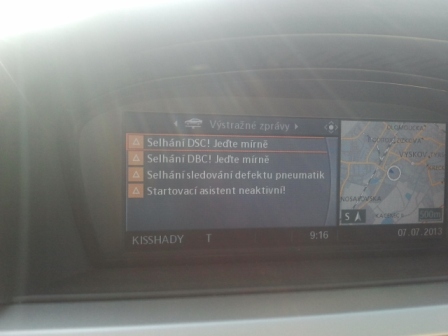 Výstražné zprávy
Selhání DSC! Jeďte mírně
Selhání DBC! Jeďte mírně
Selhání sledování defektu pneumatik
Startovací asistent neaktivní!
KISSHADY T 9:16
S
500m
07.07.2013